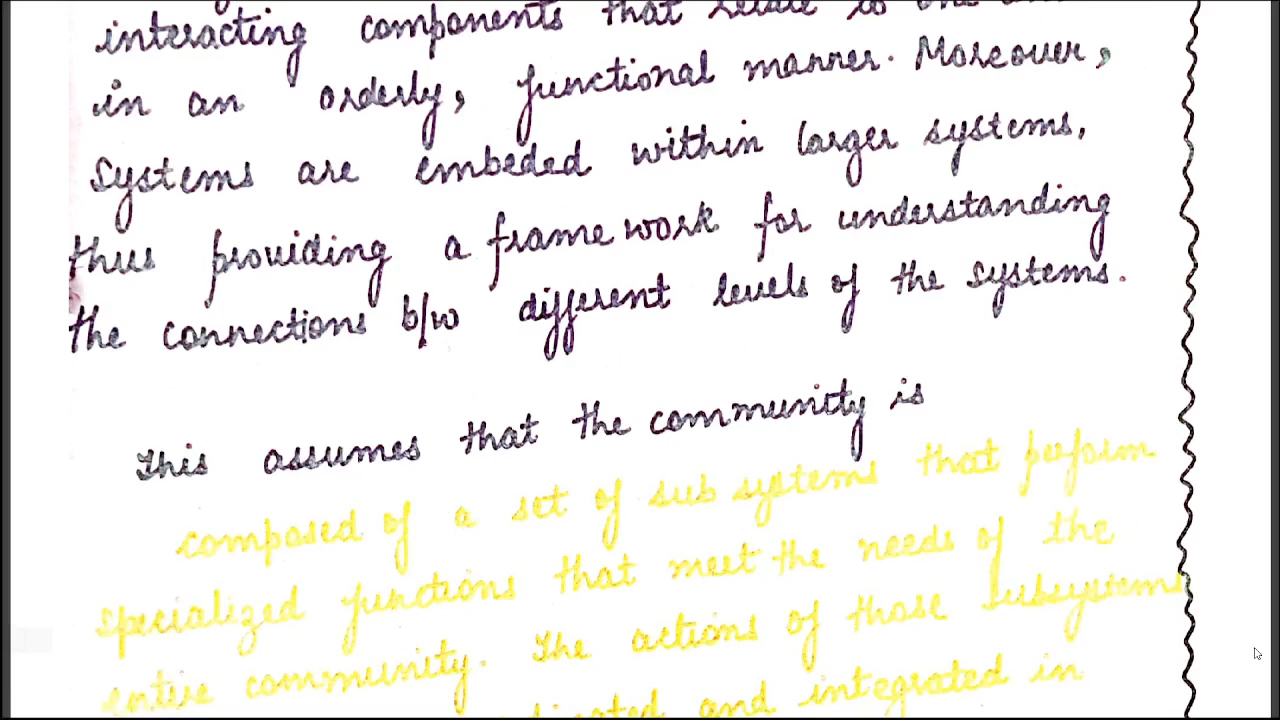 interacting components that relate to one
in an orderly, functional manner. Moreover,
systems are embeded within larger systems,
thus providing a frame work for understanding
the connections b/w different levels of the systems.
This assumes that the community is
composed of a set of sub systems that perform
specialized functions that meet the needs of the
entire community. The actions of those subsystems
and integrated in